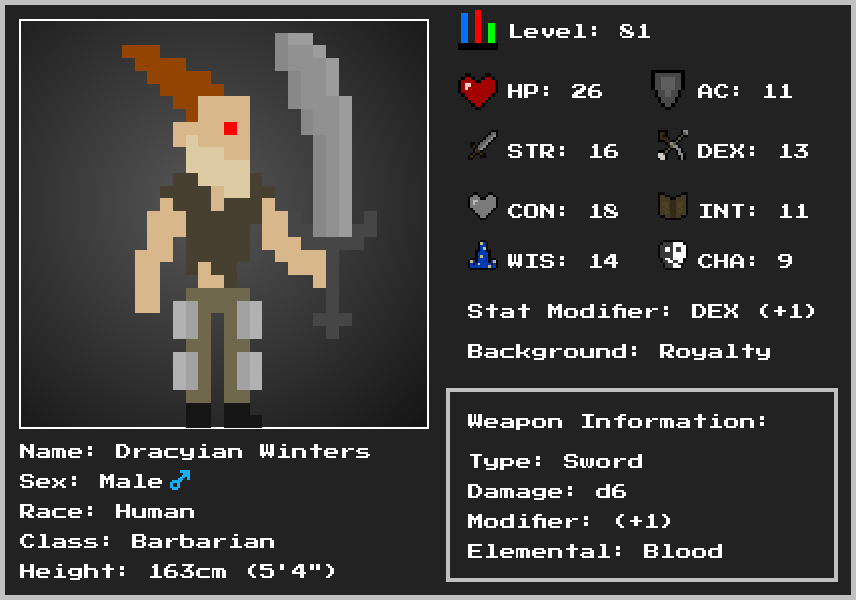 Level: 81
HP: 26 AC: 11
STR: 16 DEX: 13
CON: 18 INT: 11
WIS: 14 CHA: 9
Stat Modifier: DEX (+1)
Background: Royalty
Weapon Information:
Type: Sword
Damage: d6
Modifier: (+1)
Elemental: Blood
Name: Dracyian Winters
Sex: Male♂
Race: Human
Class: Barbarian
Height: 163cm (5'4")